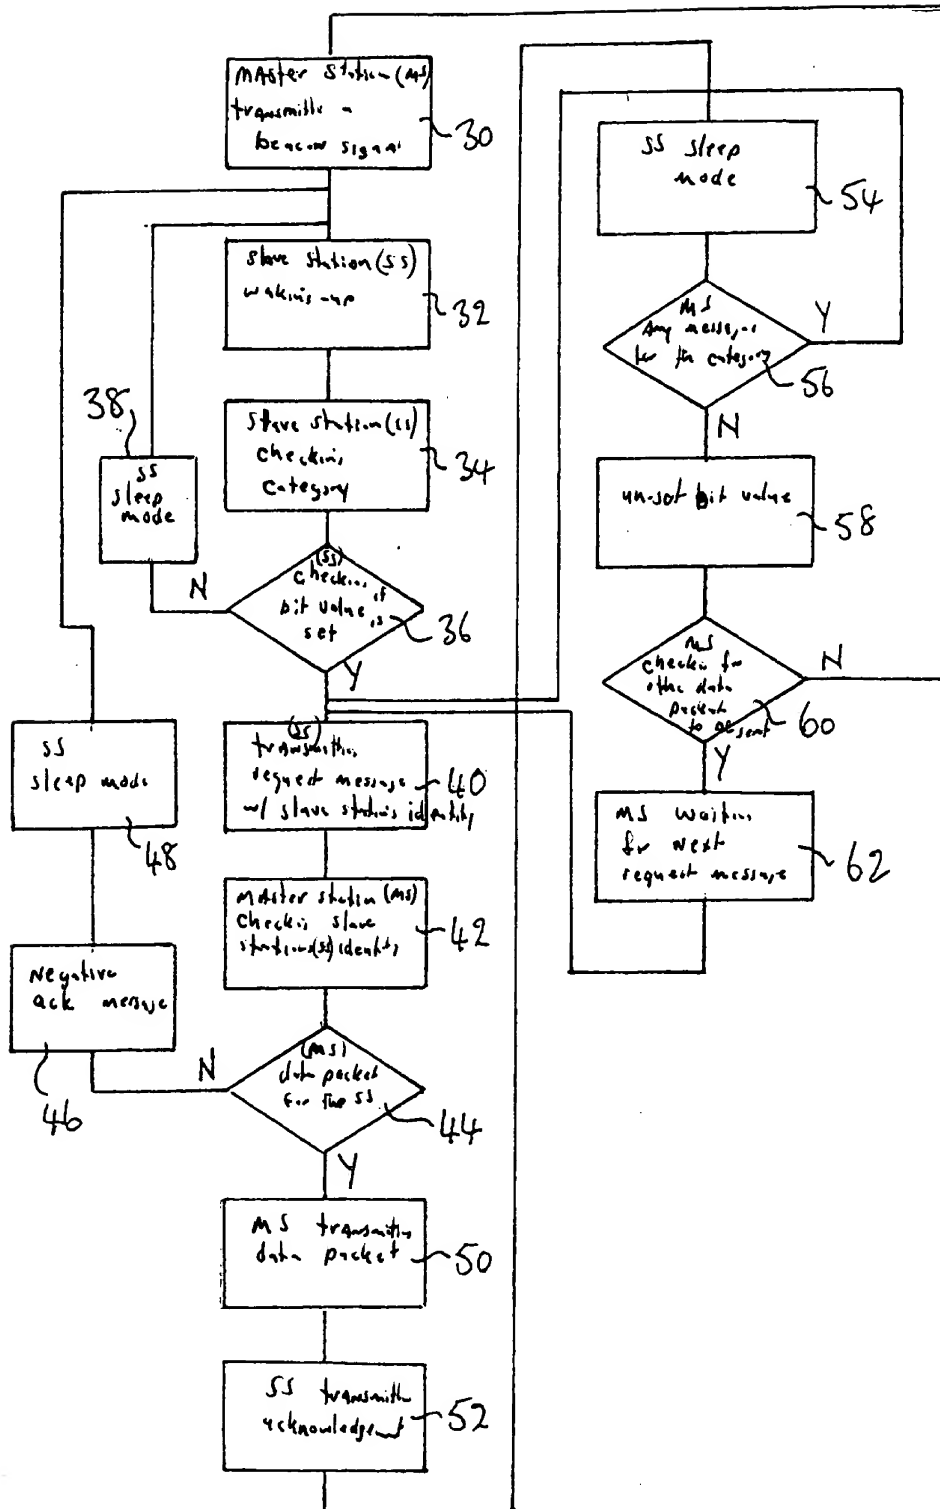 MAster Station (MS)
transmitting
beacon signal
30
Slave station (SS)
waking-up
32
Slave station (SS)
checking
category
34
38
SS
sleep
mode
N
(SS)
checking if
bit value is
set
36
Y
(SS)
transmitting
request message
w/ slave station's identity
40
SS
sleep mode
48
MAster station (MS)
checking slave
stations (SS) identity
42
Negative
ack message
46
N
(MS)
data packet
for the SS
44
Y
MS transmitting
data packet
50
SS transmitting
acknowledgement
52
SS sleep
mode
54
MS
Any messages
for the category
56
Y
N
un-set bit value
58
MS
checking for
other data
packet
to be sent
60
N
Y
MS waiting
for next
request message
62